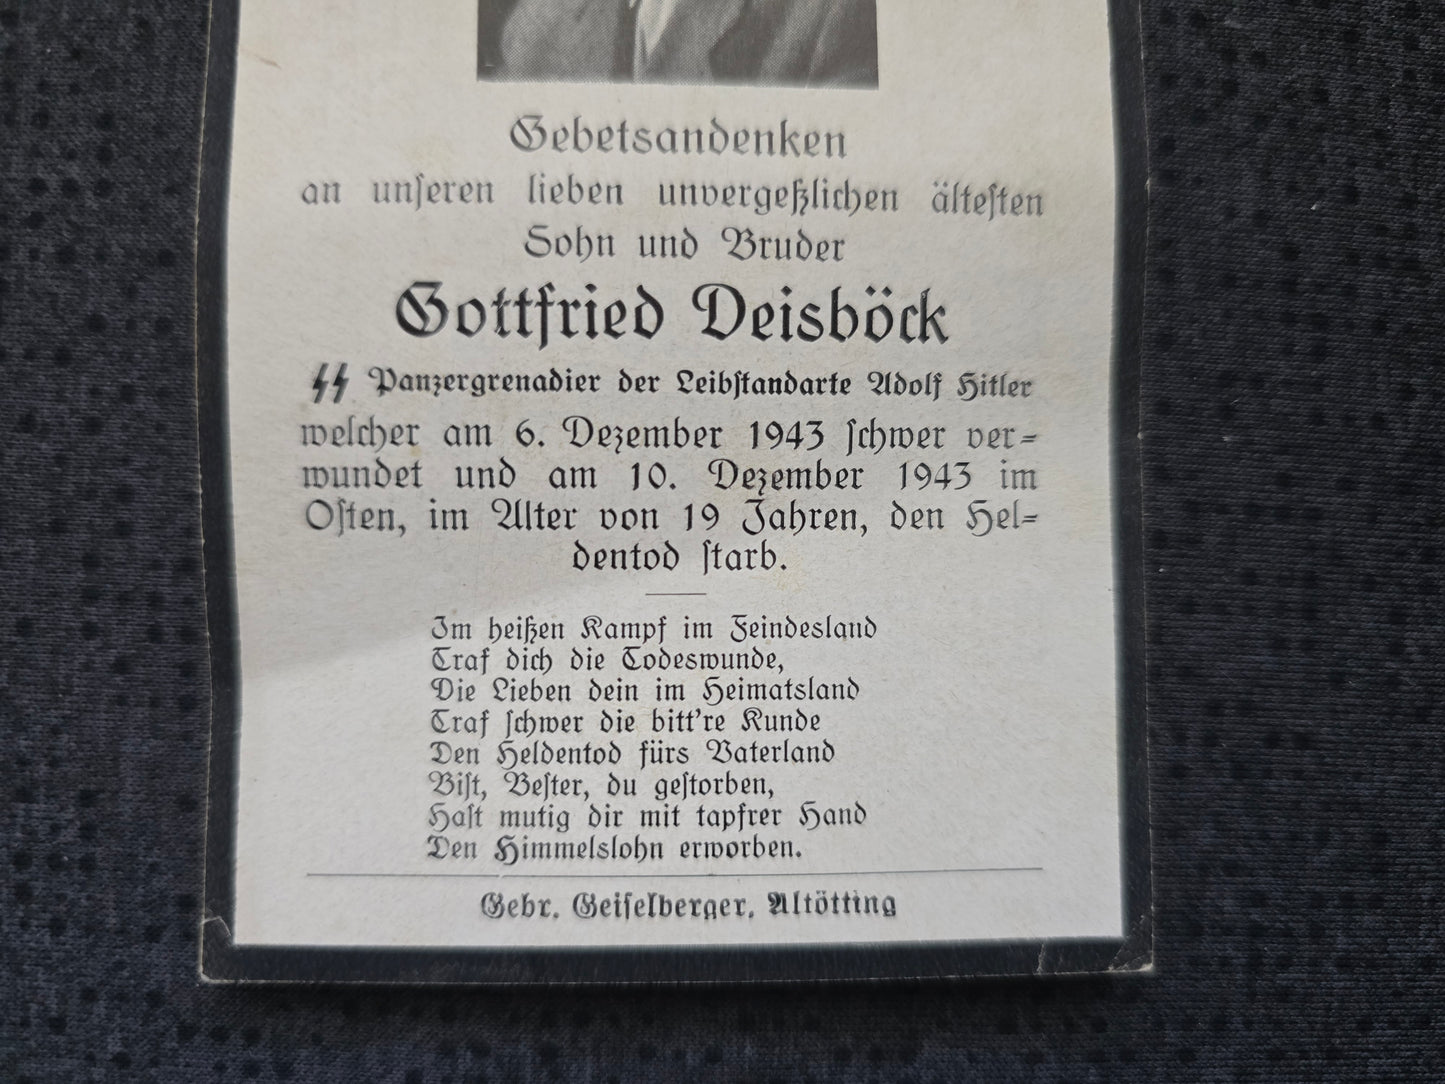 Gebetsandenken
an unſeren lieben unvergeßlichen älteſten
Sohn und Bruder
Gottfried Deisböck
ᛋᛋ Panzergrenadier der Leibſtandarte Adolf Hitler
welcher am 6. Dezember 1943 ſchwer ver=
wundet und am 10. Dezember 1943 im
Oſten, im Alter von 19 Jahren, den Hel=
dentod ſtarb.
Im heißen Kampf im Feindesland
Traf dich die Todeswunde,
Die Lieben dein im Heimatsland
Traf ſchwer die bitt're Kunde
Den Heldentod fürs Vaterland
Biſt, Beſter, du geſtorben,
Haſt mutig dir mit tapfrer Hand
Den Himmelslohn erworben.
Gebr. Geiſelberger, Altötting